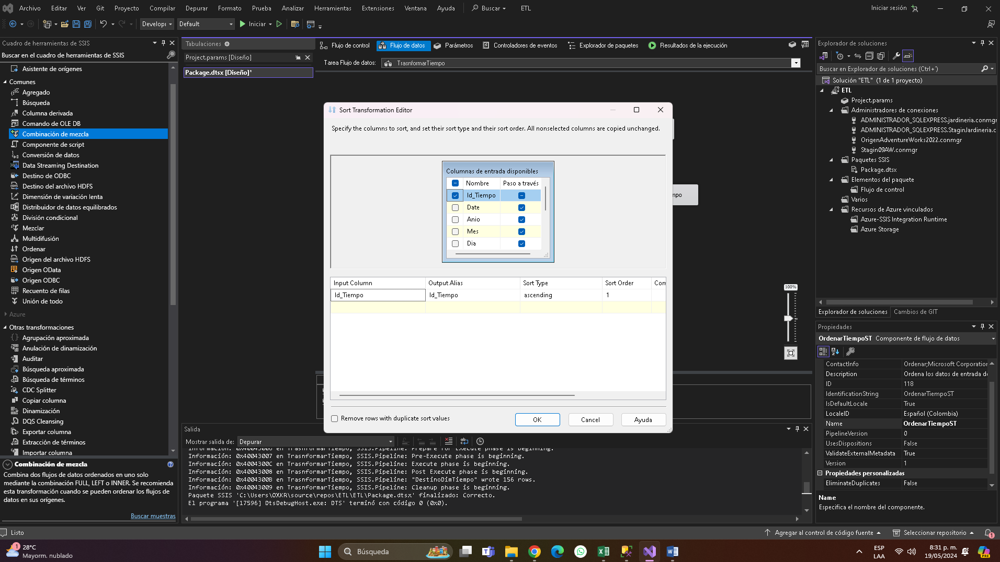 Archivo Editar Ver Git Proyecto Compilar Depurar Formato Prueba Analizar Herramientas Extensiones Ventana Ayuda Buscar ETL Iniciar sesión
Developi Default Iniciar
Cuadro de herramientas de SSIS
Buscar en el cuadro de herramientas de SSIS
Asistente de orígenes
Comunes
Agregado
Búsqueda
Columna derivada
Comando de OLE DB
Combinación de mezcla
Componente de script
Conversión de datos
Data Streaming Destination
Destino de ODBC
Destino del archivo HDFS
Dimensión de variación lenta
Distribuidor de datos equilibrados
División condicional
Mezclar
Multidifusión
Ordenar
Origen del archivo HDFS
Origen OData
Origen ODBC
Recuento de filas
Unión de todo
Azure
Otras transformaciones
Agrupación aproximada
Anulación de dinamización
Auditar
Búsqueda aproximada
Búsqueda de términos
CDC Splitter
Copiar columna
Dinamización
DQS Cleansing
Exportar columna
Extracción de términos
Importar columna
Combinación de mezcla
Combina dos flujos de datos ordenados en uno solo
mediante la combinación FULL, LEFT o INNER. Se recomienda
esta transformación cuando se pueden ordenar los flujos de
datos en sus orígenes.
Buscar muestras
Tabulaciones
Project.params [Diseño]
Package.dtsx [Diseño]*
Flujo de control Flujo de datos Parámetros Controladores de eventos Explorador de paquetes Resultados de la ejecución
Tarea Flujo de datos: TrasnformarTiempo
Sort Transformation Editor
Specify the columns to sort, and set their sort type and their sort order. All nonselected columns are copied unchanged.
Columnas de entrada disponibles
Nombre Paso a través
Id_Tiempo
Date
Anio
Mes
Dia
mpo
Input Column Output Alias Sort Type Sort Order Com
Id_Tiempo Id_Tiempo ascending 1
Remove rows with duplicate sort values
OK Cancel Ayuda
100%
Salida
Mostrar salida de: Depurar
Información: 0x40043006 en TrasnformarTiempo, SSIS.Pipeline: Prepare for Execute phase is beginning.
Información: 0x40043007 en TrasnformarTiempo, SSIS.Pipeline: Pre-Execute phase is beginning.
Información: 0x4004300C en TrasnformarTiempo, SSIS.Pipeline: Execute phase is beginning.
Información: 0x40043008 en TrasnformarTiempo, SSIS.Pipeline: Post Execute phase is beginning.
Información: 0x4004300B en TrasnformarTiempo, SSIS.Pipeline: "DestinoDimTiempo" wrote 156 rows.
Información: 0x40043009 en TrasnformarTiempo, SSIS.Pipeline: Cleanup phase is beginning.
Paquete SSIS 'C:\Users\OXKR\source\repos\ETL\ETL\Package.dtsx' finalizado: Correcto.
El programa '[17596] DtsDebugHost.exe: DTS' terminó con código 0 (0x0).
Explorador de soluciones
Buscar en Explorador de soluciones (Ctrl+´)
Solución "ETL" (1 de 1 proyecto)
ETL
Project.params
Administradores de conexiones
ADMINISTRADOR_SQLEXPRESS.jardineria.conmgr
ADMINISTRADOR_SQLEXPRESS.StaginJardineria.c
OrigenAdventureWorks2022.conmgr
Stagin09AW.conmgr
Paquetes SSIS
Package.dtsx
Elementos del paquete
Flujo de control
Varios
Recursos de Azure vinculados
Azure-SSIS Integration Runtime
Azure Storage
Explorador de soluciones Cambios de GIT
Propiedades
OrdenarTiempoST Componente de flujo de datos
ContactInfo Ordenar;Microsoft Corporation
Description Ordena los datos de entrada de
ID 118
IdentificationString OrdenarTiempoST
IsDefaultLocale True
LocaleID Español (Colombia)
Name OrdenarTiempoST
PipelineVersion 0
UsesDispositions False
ValidateExternalMetadata True
Version 1
Propiedades personalizadas
EliminateDuplicates False
Name
Especifica el nombre del componente.
Listo Agregar al control de código fuente Seleccionar repositorio 1
1 28°C
Mayorm. nublado
Búsqueda
ESP
LAA
8:31 p. m.
19/05/2024
PRE